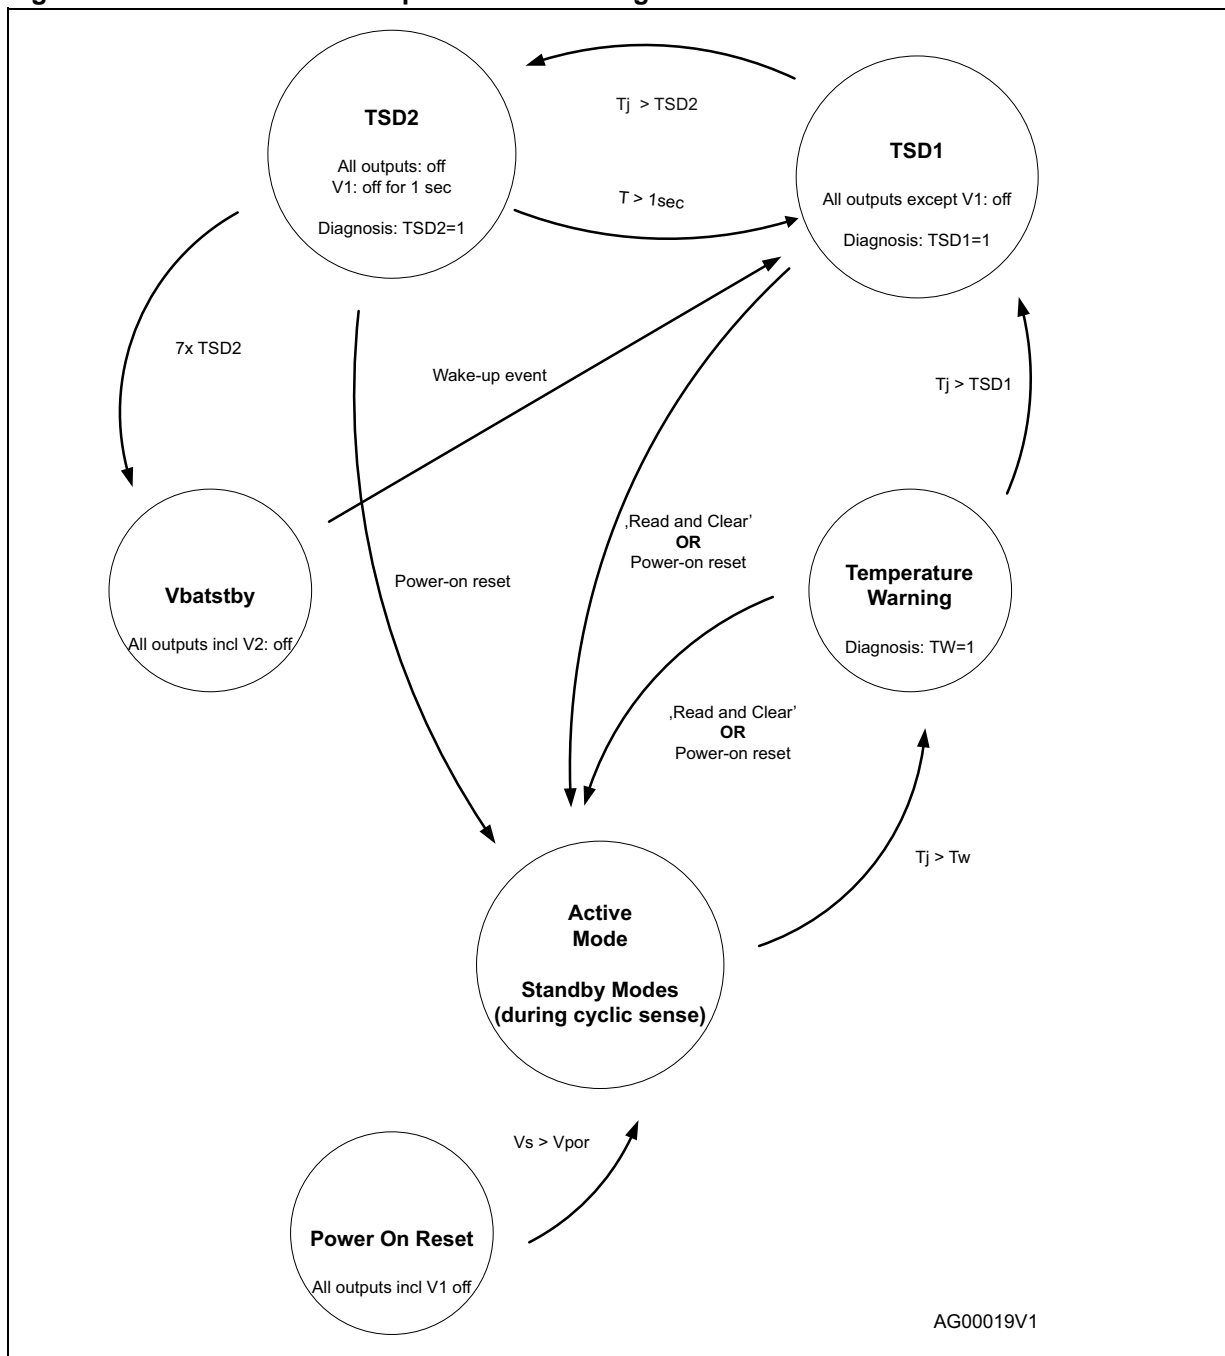 Tj > TSD2
TSD2
All outputs: off
V1: off for 1 sec
Diagnosis: TSD2=1
TSD1
All outputs except V1: off
Diagnosis: TSD1=1
T > 1sec
7x TSD2
Wake-up event
Tj > TSD1
‚Read and Clear’
OR
Power-on reset
Power-on reset
Vbatstby
All outputs incl V2: off
Temperature
Warning
Diagnosis: TW=1
‚Read and Clear’
OR
Power-on reset
Tj > Tw
Active
Mode
Standby Modes
(during cyclic sense)
Vs > Vpor
Power On Reset
All outputs incl V1 off
AG00019V1